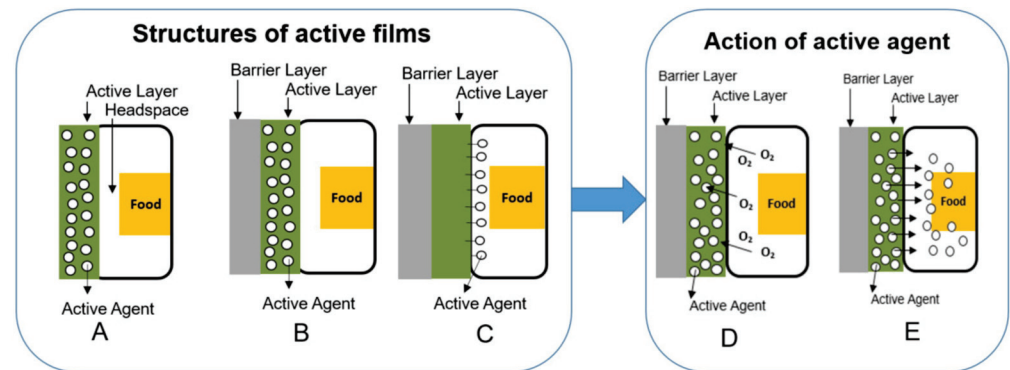 Structures of active films
Active Layer
Headspace
Food
Active Agent
A
Barrier Layer
Active Layer
Food
Active Agent
B
Barrier Layer
Active Layer
Food
Active Agent
C
Action of active agent
Barrier Layer
Active Layer
O₂
O₂
O₂
O₂
O₂
Food
Active Agent
D
Barrier Layer
Active Layer
Food
Active Agent
E